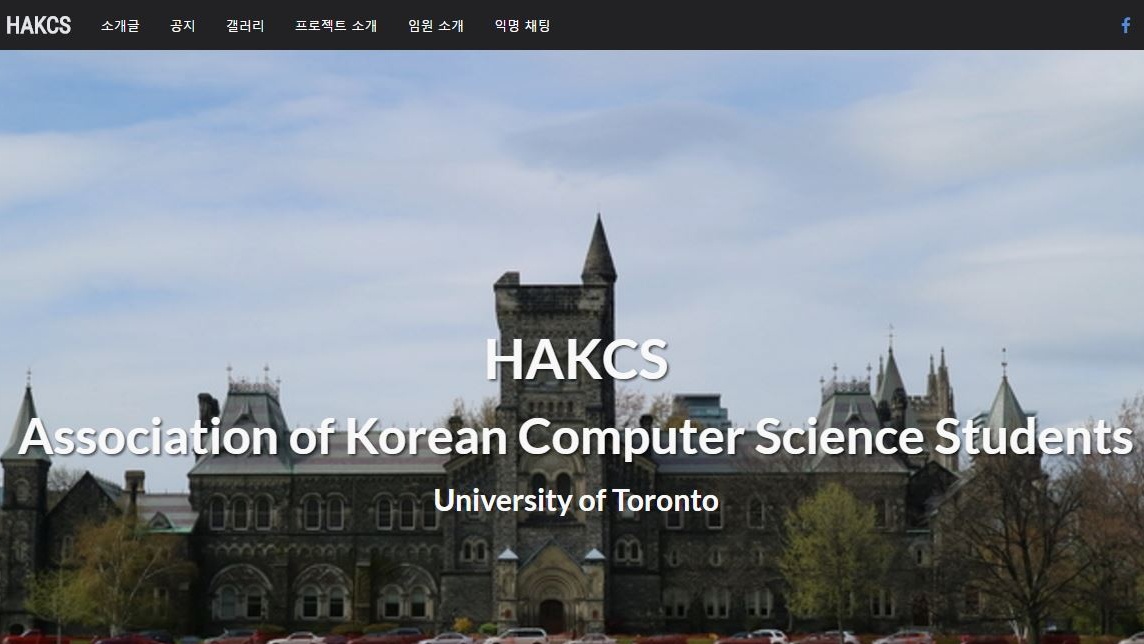 HAKCS 소개글 공지 갤러리 프로젝트 소개 임원 소개 익명 채팅
HAKCS
Association of Korean Computer Science Students
University of Toronto